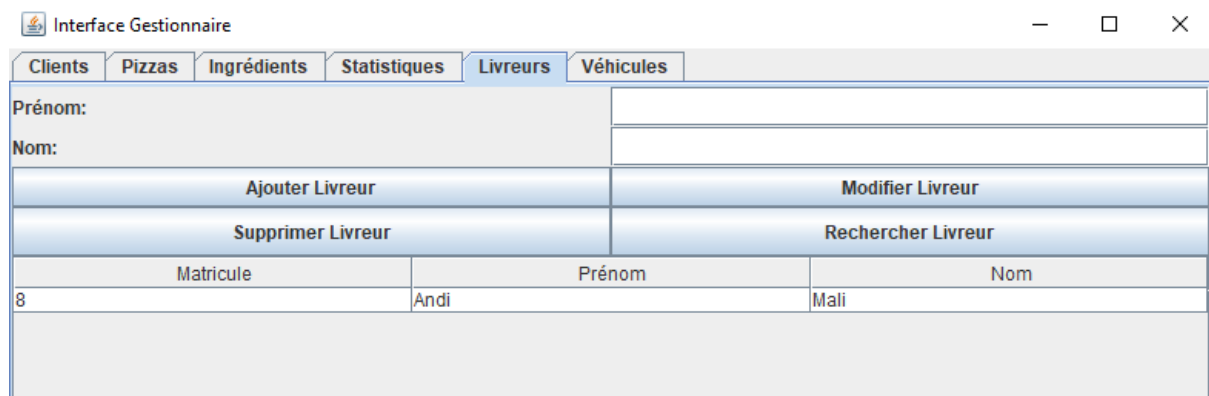 Interface Gestionnaire
Clients Pizzas Ingrédients Statistiques Livreurs Véhicules
Prénom:
Nom:
Ajouter Livreur Modifier Livreur
Supprimer Livreur Rechercher Livreur
Matricule Prénom Nom
8 Andi Mali